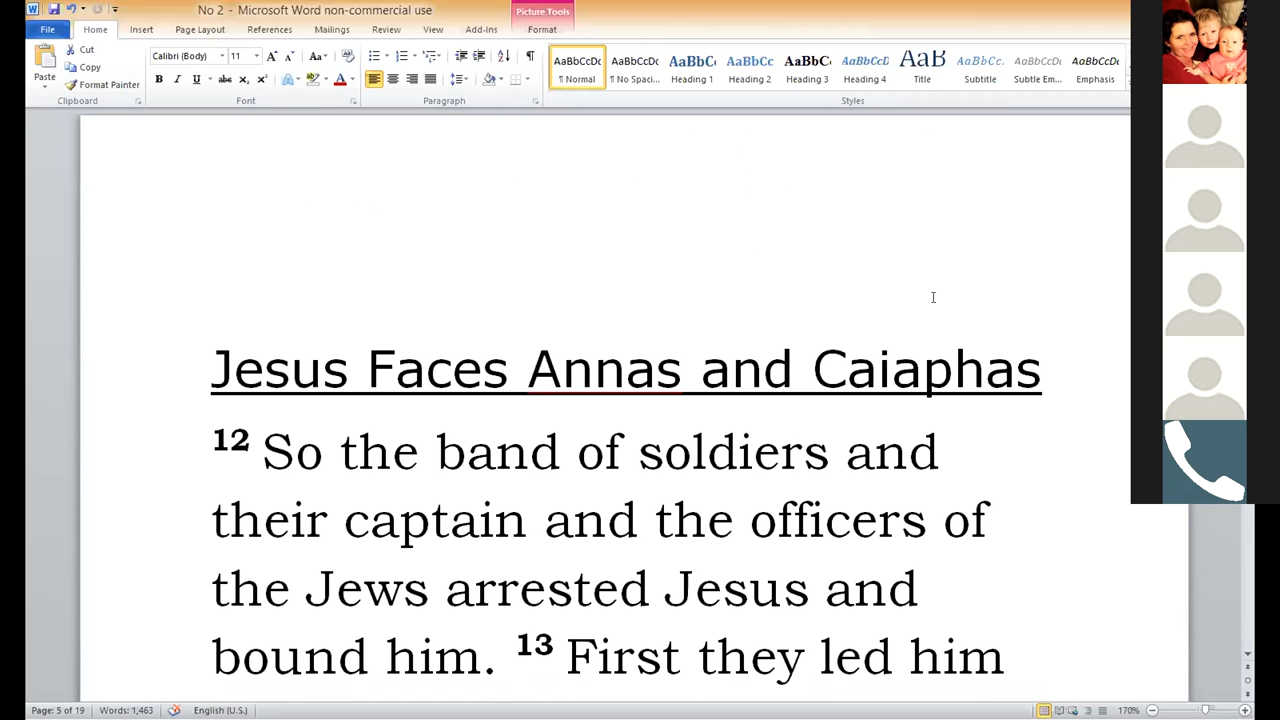 No 2 - Microsoft Word non-commercial use
Picture Tools
File Home Insert Page Layout References Mailings Review View Add-Ins Format
Paste
Cut
Copy
Format Painter
Clipboard
Calibri (Body) 11
Font
Paragraph
AaBbCcDc AaBbCcDc AaBbC AaBbCc AaBbC AaBbCcD AaB AaBbCc. AaBbCcDd AaBbCcDd
¶ Normal ¶ No Spaci... Heading 1 Heading 2 Heading 3 Heading 4 Title Subtitle Subtle Em... Emphasis
Styles
Jesus Faces Annas and Caiaphas
12 So the band of soldiers and
their captain and the officers of
the Jews arrested Jesus and
bound him. 13 First they led him
Page: 5 of 19 Words: 1,463 English (U.S.) 170%